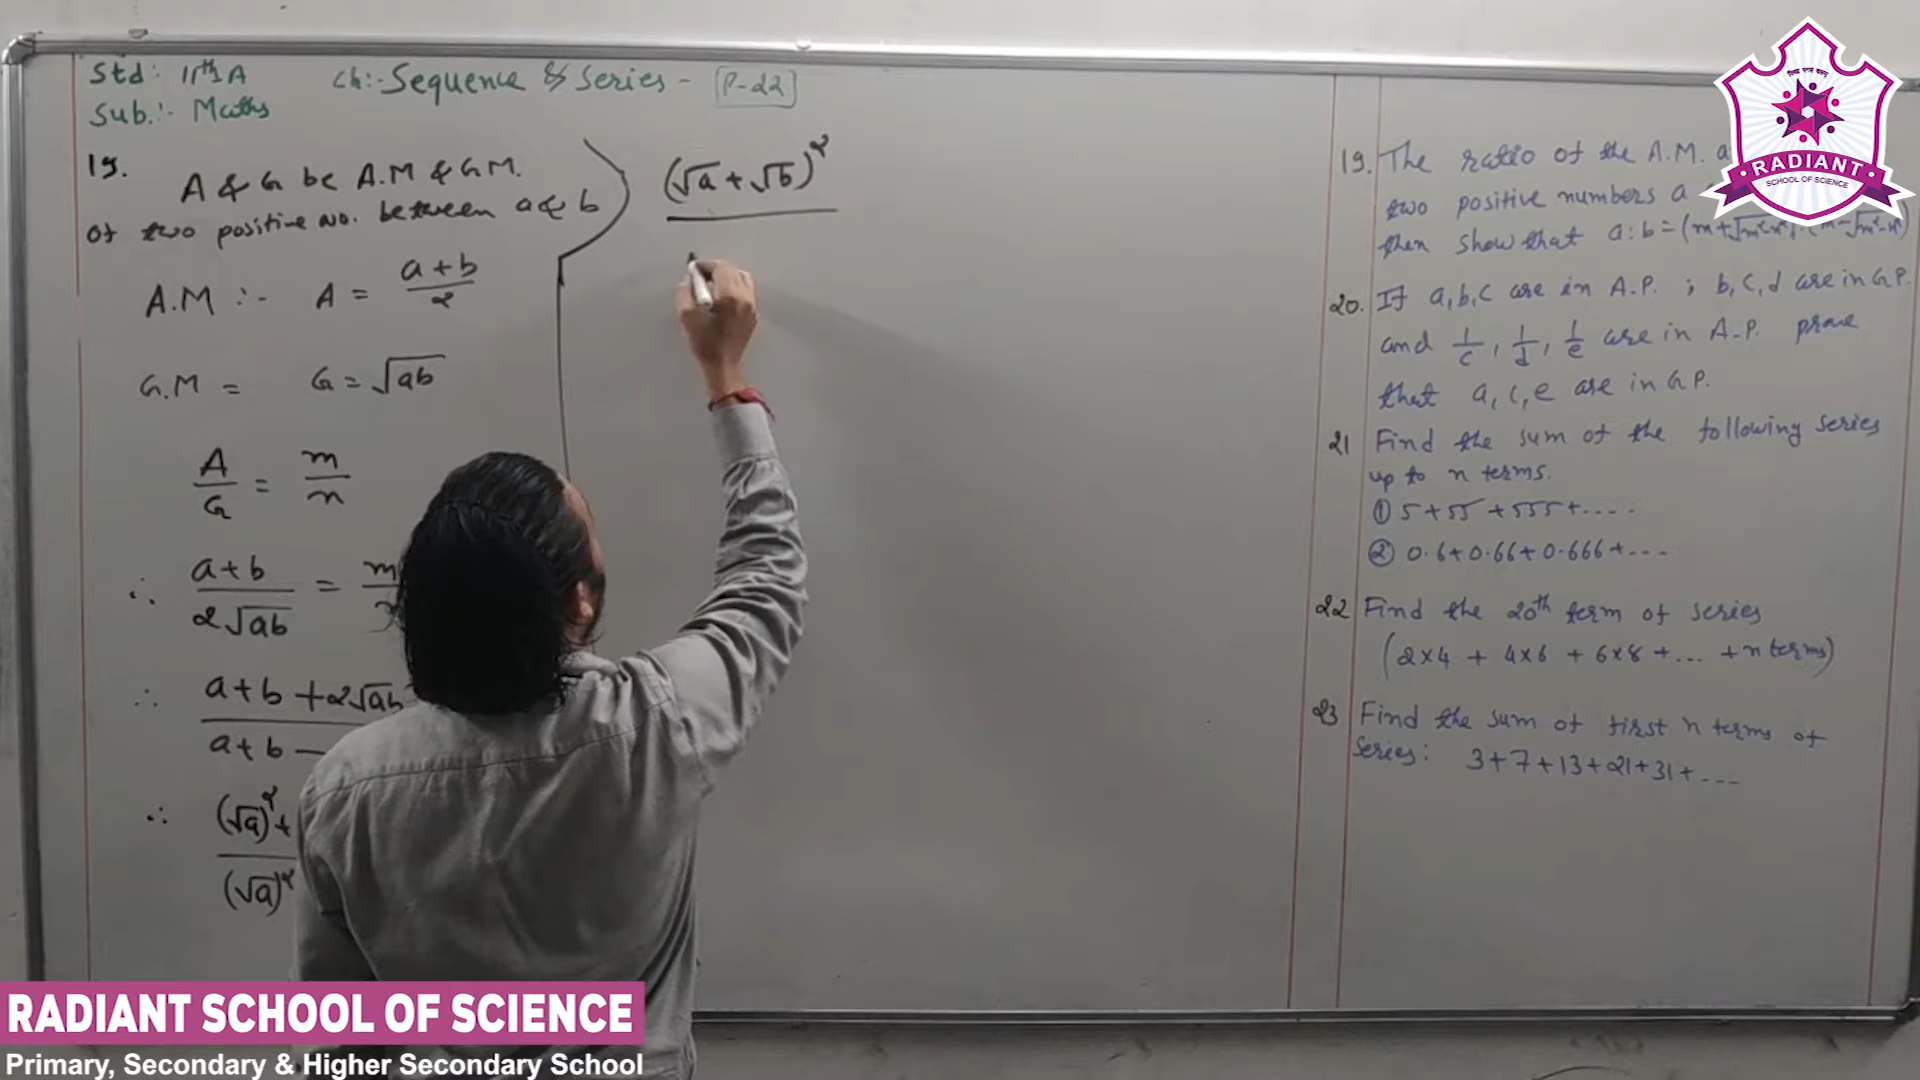 Std: 11th A
Sub.:- Maths
Ch:- Sequence & Series - P-22
19.
A & G be A.M & G.M.
of two positive no. between a & b
A.M :- A = a+b / 2
G.M = G = √ab
A/G = m/n
∴ a+b / 2√ab = m
∴ a+b+2√ab / a+b-
∴ (√a)²+ / (√a)²
(√a+√b)²
19. The ratio of the A.M. a
two positive numbers a
then show that a:b = (m+√m²-n²):(m-√m²-n²)
20. If a,b,c are in A.P. ; b,c,d are in G.P.
and 1/c, 1/d, 1/e are in A.P. prove
that a,c,e are in G.P.
21 Find the sum of the following series
up to n terms.
① 5+55+555+....
② 0.6+0.66+0.666+---
22 Find the 20th term of series
(2×4 + 4×6 + 6×8 +... +n terms)
23 Find the sum of first n terms of
series: 3+7+13+21+31+----
RADIANT
SCHOOL OF SCIENCE
RADIANT SCHOOL OF SCIENCE
Primary, Secondary & Higher Secondary School